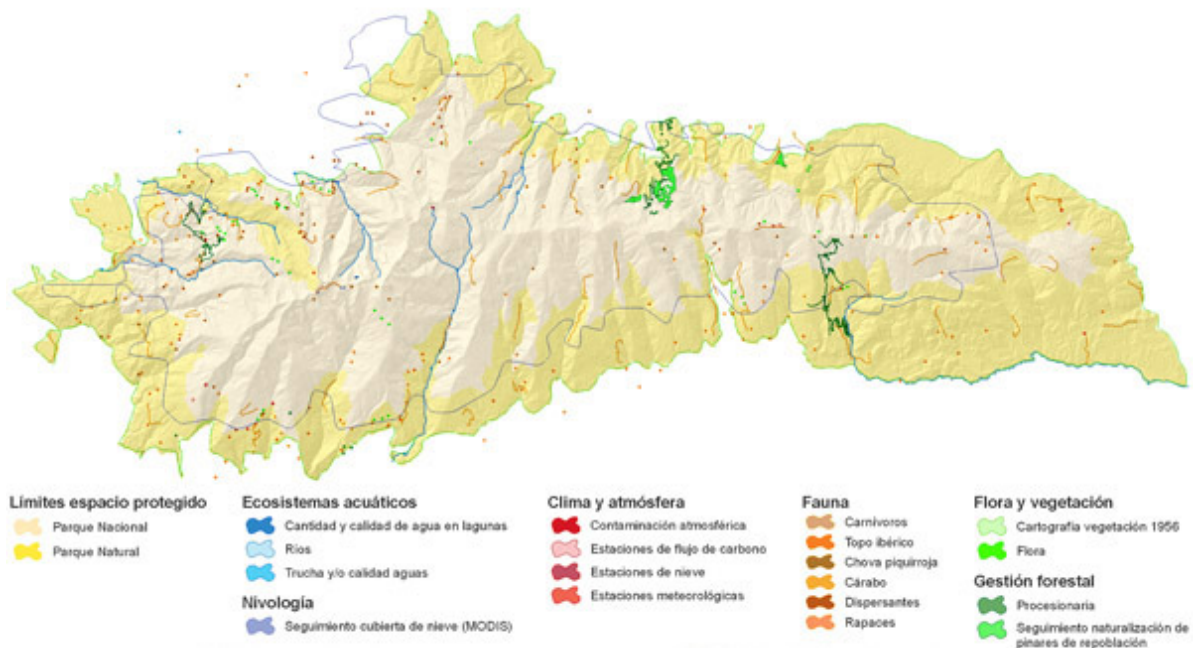 Límites espacio protegido
Parque Nacional
Parque Natural
Ecosistemas acuáticos
Cantidad y calidad de agua en lagunas
Ríos
Trucha y/o calidad aguas
Nivología
Seguimiento cubierta de nieve (MODIS)
Clima y atmósfera
Contaminación atmosférica
Estaciones de flujo de carbono
Estaciones de nieve
Estaciones meteorológicas
Fauna
Carnívoros
Topo ibérico
Chova piquirroja
Cárabo
Dispersantes
Rapaces
Flora y vegetación
Cartografía vegetación 1956
Flora
Gestión forestal
Procesionaria
Seguimiento naturalización de
pinares de repoblación